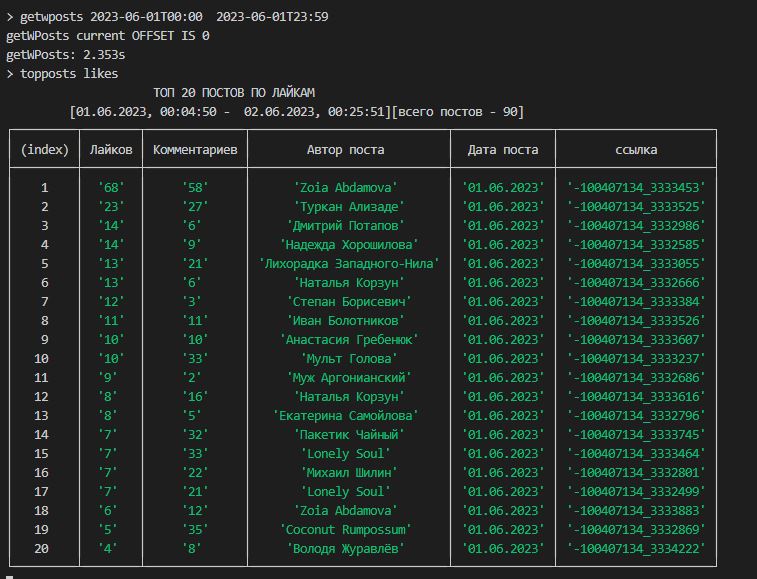 > getwposts 2023-06-01T00:00  2023-06-01T23:59
getWPosts current OFFSET IS 0
getWPosts: 2.353s
> topposts likes
ТОП 20 ПОСТОВ ПО ЛАЙКАМ
[01.06.2023, 00:04:50 -  02.06.2023, 00:25:51][всего постов - 90]
(index) Лайков Комментариев Автор поста Дата поста ссылка
1 '68' '58' 'Zoia Abdamova' '01.06.2023' '-100407134_3333453'
2 '23' '27' 'Туркан Ализаде' '01.06.2023' '-100407134_3333525'
3 '14' '6' 'Дмитрий Потапов' '01.06.2023' '-100407134_3332986'
4 '14' '9' 'Надежда Хорошилова' '01.06.2023' '-100407134_3332585'
5 '13' '21' 'Лихорадка Западного-Нила' '01.06.2023' '-100407134_3333055'
6 '13' '6' 'Наталья Корзун' '01.06.2023' '-100407134_3332666'
7 '12' '3' 'Степан Борисевич' '01.06.2023' '-100407134_3333384'
8 '11' '11' 'Иван Болотников' '01.06.2023' '-100407134_3333526'
9 '10' '10' 'Анастасия Гребенюк' '01.06.2023' '-100407134_3333607'
10 '10' '33' 'Мульт Голова' '01.06.2023' '-100407134_3333237'
11 '9' '2' 'Муж Аргонианский' '01.06.2023' '-100407134_3332686'
12 '8' '16' 'Наталья Корзун' '01.06.2023' '-100407134_3333616'
13 '8' '5' 'Екатерина Самойлова' '01.06.2023' '-100407134_3332796'
14 '7' '32' 'Пакетик Чайный' '01.06.2023' '-100407134_3333745'
15 '7' '33' 'Lonely Soul' '01.06.2023' '-100407134_3333464'
16 '7' '22' 'Михаил Шилин' '01.06.2023' '-100407134_3332801'
17 '7' '21' 'Lonely Soul' '01.06.2023' '-100407134_3332499'
18 '6' '12' 'Zoia Abdamova' '01.06.2023' '-100407134_3333883'
19 '5' '35' 'Coconut Rumpossum' '01.06.2023' '-100407134_3332869'
20 '4' '8' 'Володя Журавлёв' '01.06.2023' '-100407134_3334222'